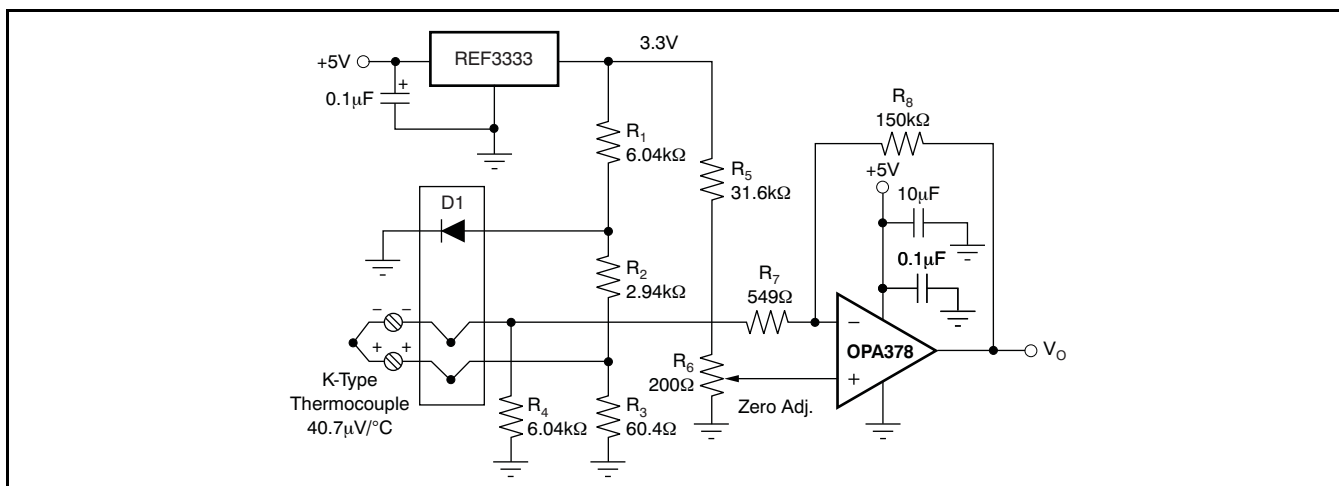 +5V
REF3333
3.3V
0.1μF
+
R1
6.04kΩ
R5
31.6kΩ
R8
150kΩ
+5V
10μF
0.1μF
D1
R2
2.94kΩ
R7
549Ω
− −
+ +
K-Type
Thermocouple
40.7μV/°C
R4
6.04kΩ
R3
60.4Ω
R6
200Ω
Zero Adj.
−
OPA378
+
VO